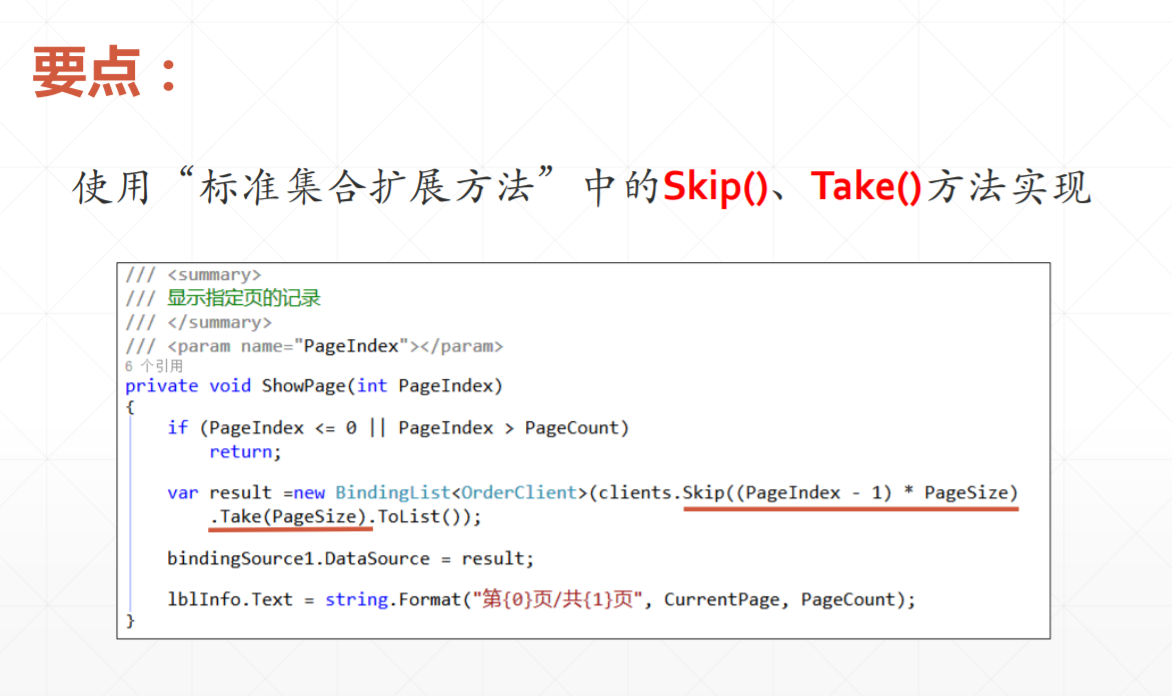 要点：
使用“标准集合扩展方法”中的Skip()、Take()方法实现
/// <summary>
/// 显示指定页的记录
/// </summary>
/// <param name="PageIndex"></param>
6 个引用
private void ShowPage(int PageIndex)
{
if (PageIndex <= 0 || PageIndex > PageCount)
return;
var result =new BindingList<OrderClient>(clients.Skip((PageIndex - 1) * PageSize)
.Take(PageSize).ToList());
bindingSource1.DataSource = result;
lblInfo.Text = string.Format("第{0}页/共{1}页", CurrentPage, PageCount);
}